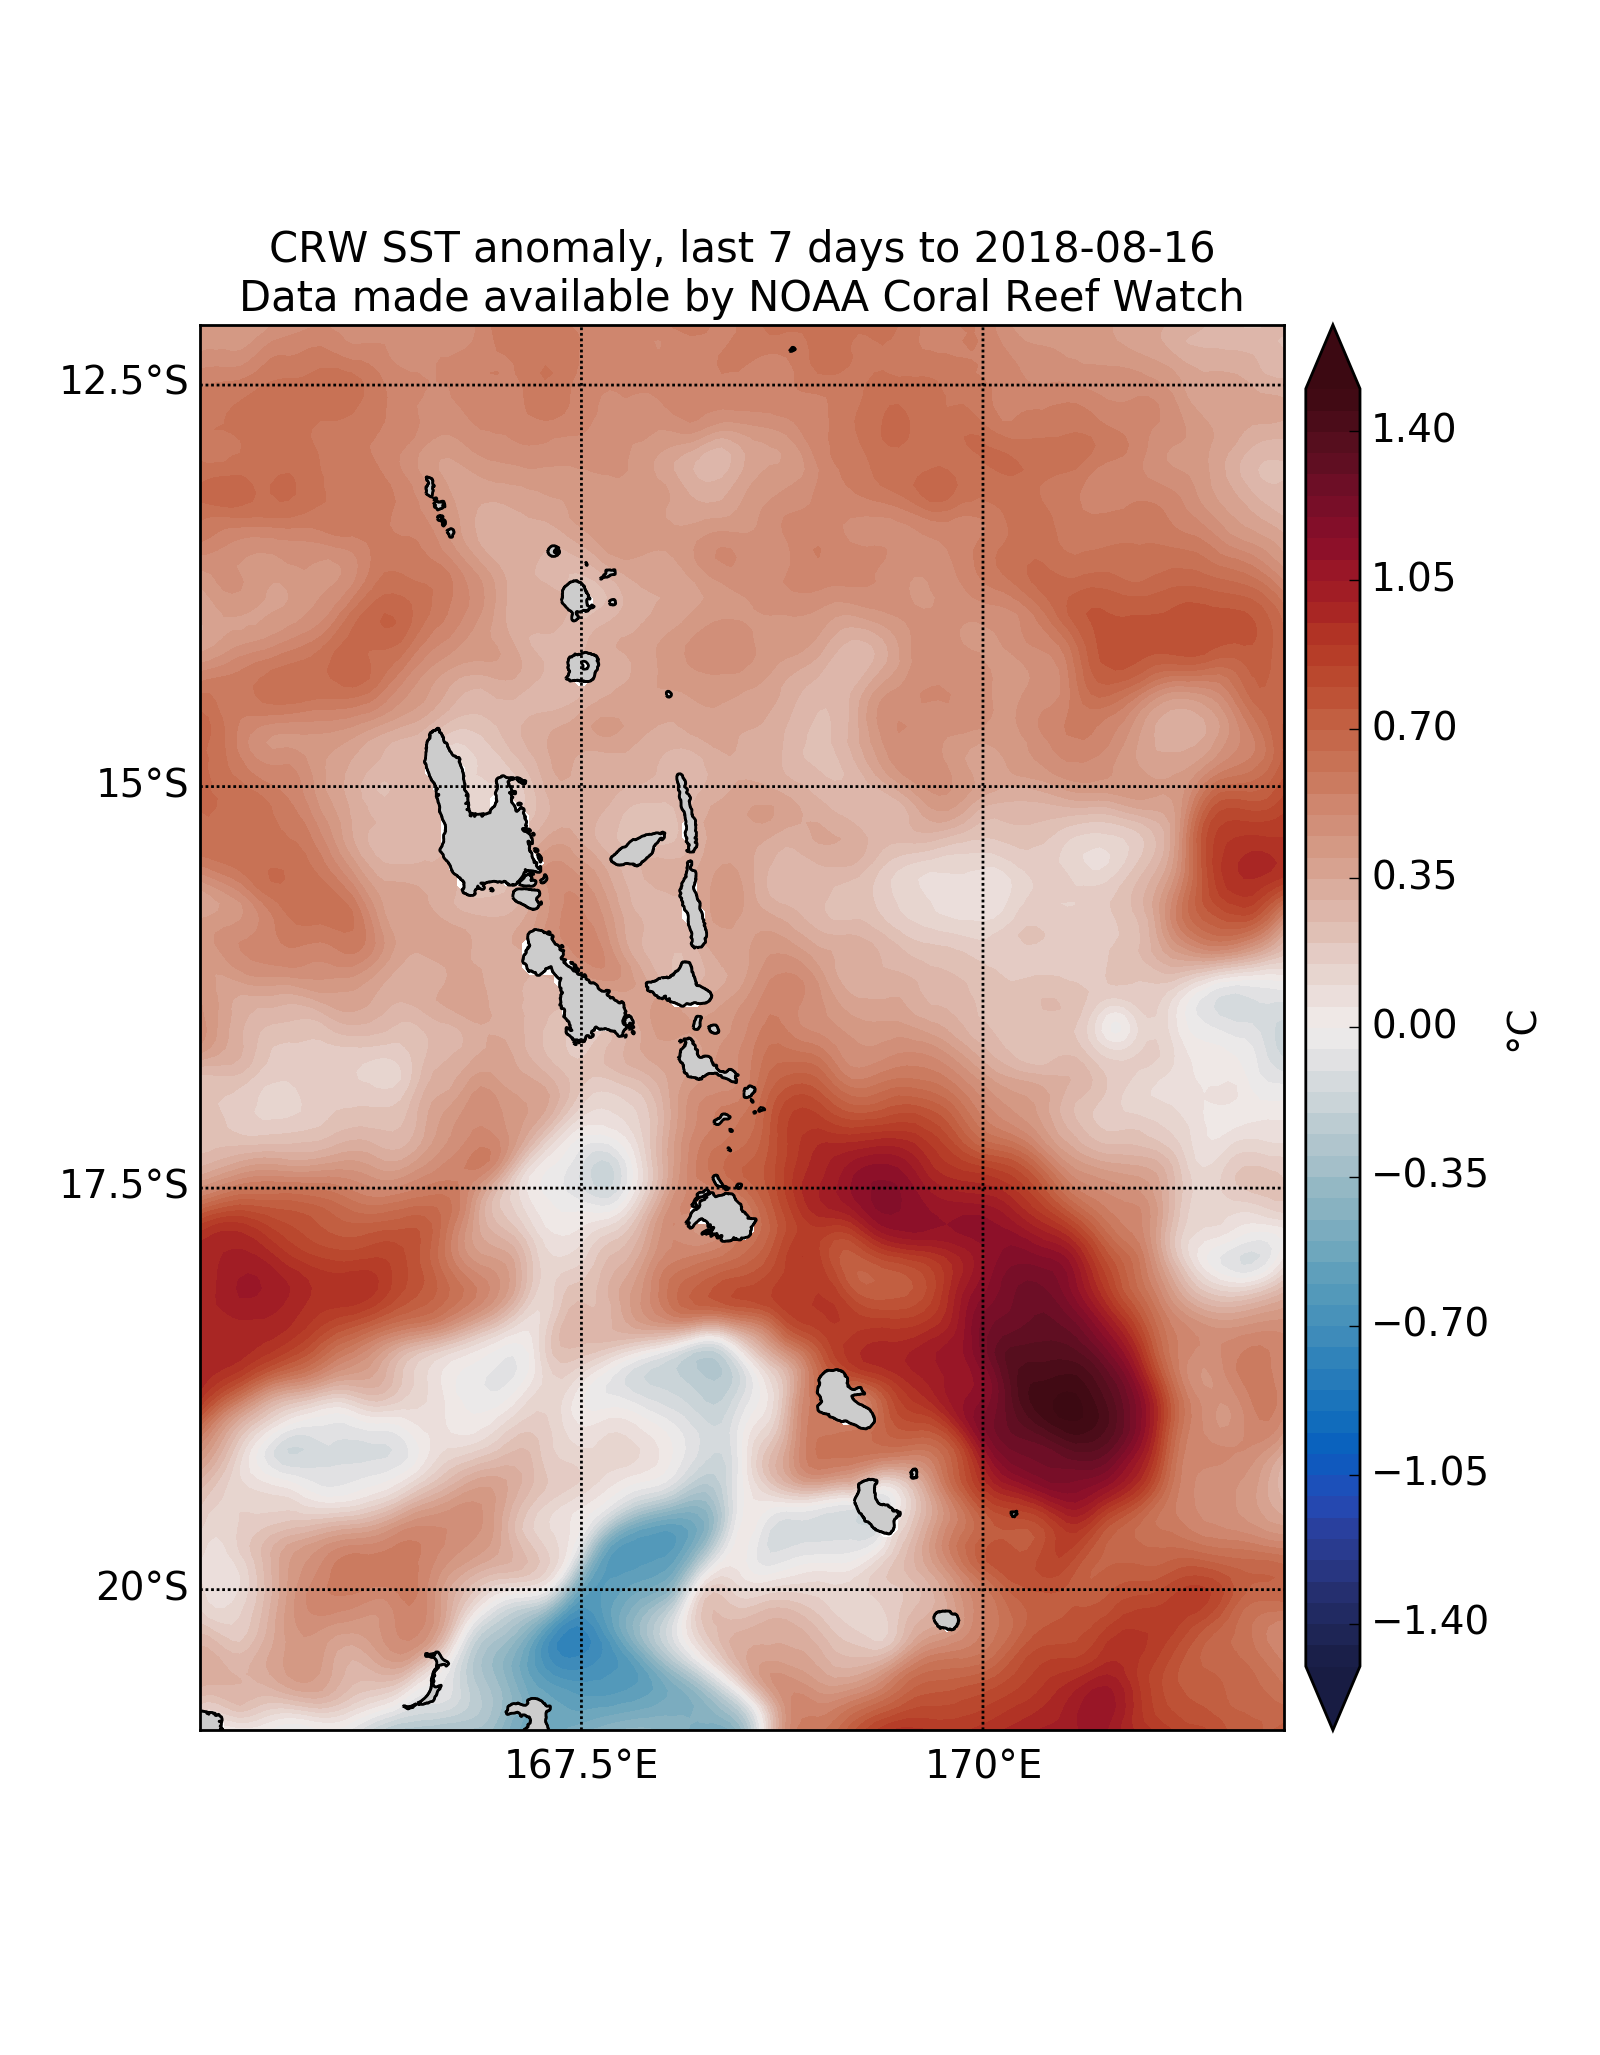 CRW SST anomaly, last 7 days to 2018-08-16
Data made available by NOAA Coral Reef Watch
12.5°S
15°S
17.5°S
20°S
167.5°E
170°E
1.40
1.05
0.70
0.35
0.00
−0.35
−0.70
−1.05
−1.40
°C